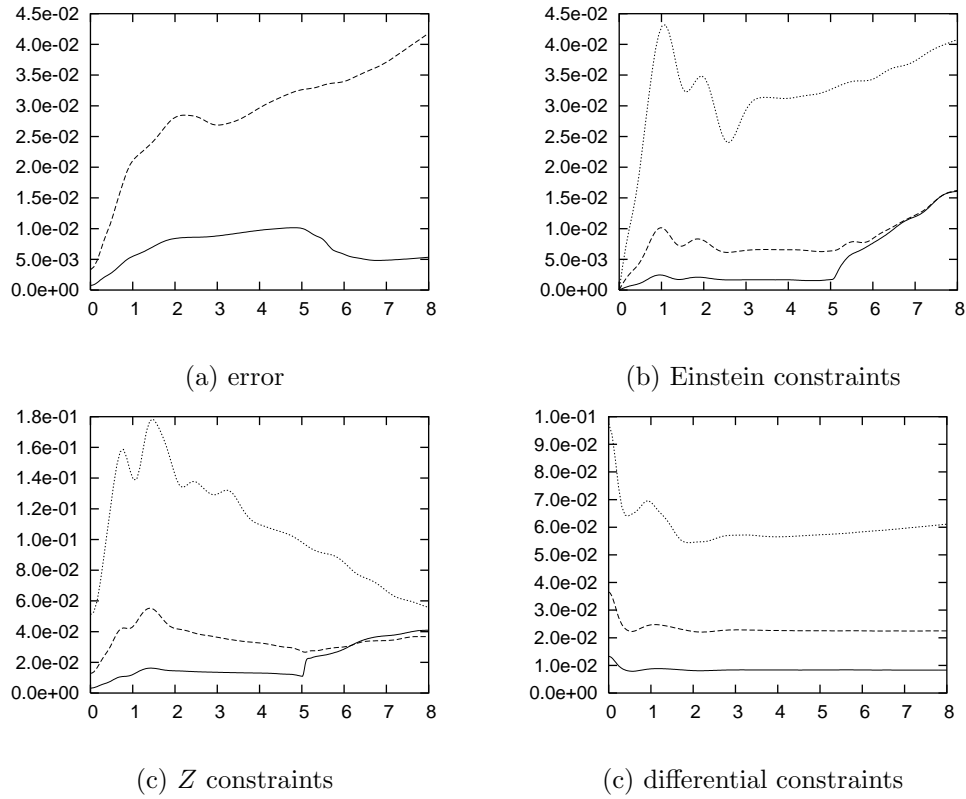 4.5e-02
4.0e-02
3.5e-02
3.0e-02
2.5e-02
2.0e-02
1.5e-02
1.0e-02
5.0e-03
0.0e+00
0 1 2 3 4 5 6 7 8
(a) error
4.5e-02
4.0e-02
3.5e-02
3.0e-02
2.5e-02
2.0e-02
1.5e-02
1.0e-02
5.0e-03
0.0e+00
0 1 2 3 4 5 6 7 8
(b) Einstein constraints
1.8e-01
1.6e-01
1.4e-01
1.2e-01
1.0e-01
8.0e-02
6.0e-02
4.0e-02
2.0e-02
0.0e+00
0 1 2 3 4 5 6 7 8
(c) Z constraints
1.0e-01
9.0e-02
8.0e-02
7.0e-02
6.0e-02
5.0e-02
4.0e-02
3.0e-02
2.0e-02
1.0e-02
0.0e+00
0 1 2 3 4 5 6 7 8
(c) differential constraints